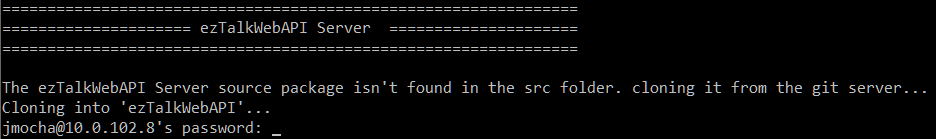 ==============================================================
==================== ezTalkWebAPI Server  ====================
==============================================================
The ezTalkWebAPI Server source package isn't found in the src folder. cloning it from the git server...
Cloning into 'ezTalkWebAPI'...
jmocha@10.0.102.8's password: _